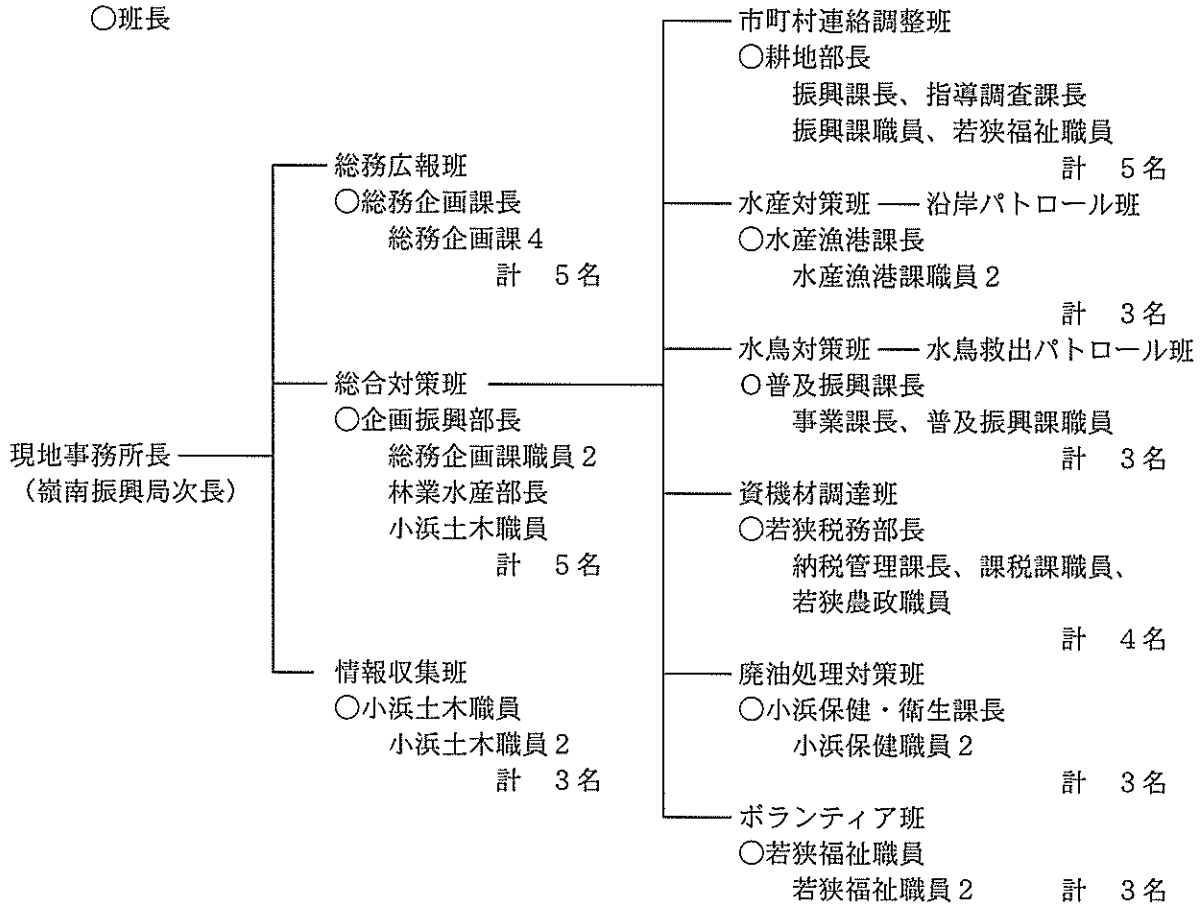 ○班長
現地事務所長
（嶺南振興局次長）
総務広報班
○総務企画課長
総務企画課４
計　５名
総合対策班
○企画振興部長
総務企画課職員２
林業水産部長
小浜土木職員
計　５名
情報収集班
○小浜土木職員
小浜土木職員２
計　３名
市町村連絡調整班
○耕地部長
振興課長、指導調査課長
振興課職員、若狭福祉職員
計　５名
水産対策班 ── 沿岸パトロール班
○水産漁港課長
水産漁港課職員２
計　３名
水鳥対策班 ── 水鳥救出パトロール班
○普及振興課長
事業課長、普及振興課職員
計　３名
資機材調達班
○若狭税務部長
納税管理課長、課税課職員、
若狭農政職員
計　４名
廃油処理対策班
○小浜保健・衛生課長
小浜保健職員２
計　３名
ボランティア班
○若狭福祉職員
若狭福祉職員２　計　３名